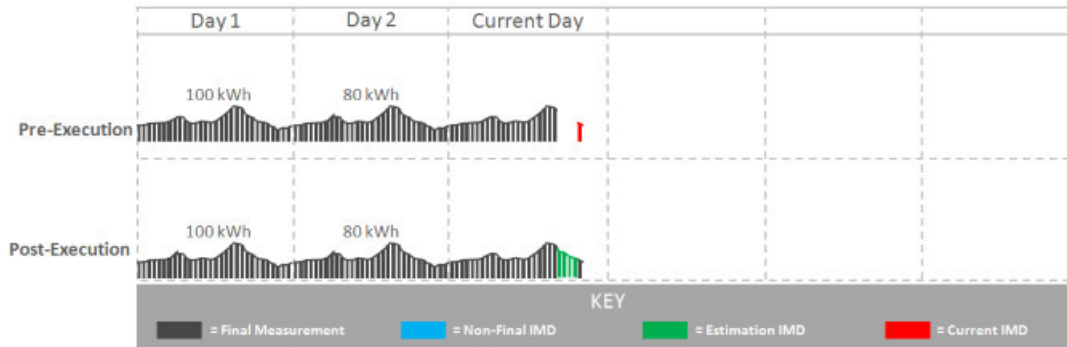 Day 1 Day 2 Current Day
100 kWh 80 kWh
Pre-Execution
100 kWh 80 kWh
Post-Execution
KEY
= Final Measurement = Non-Final IMD = Estimation IMD = Current IMD